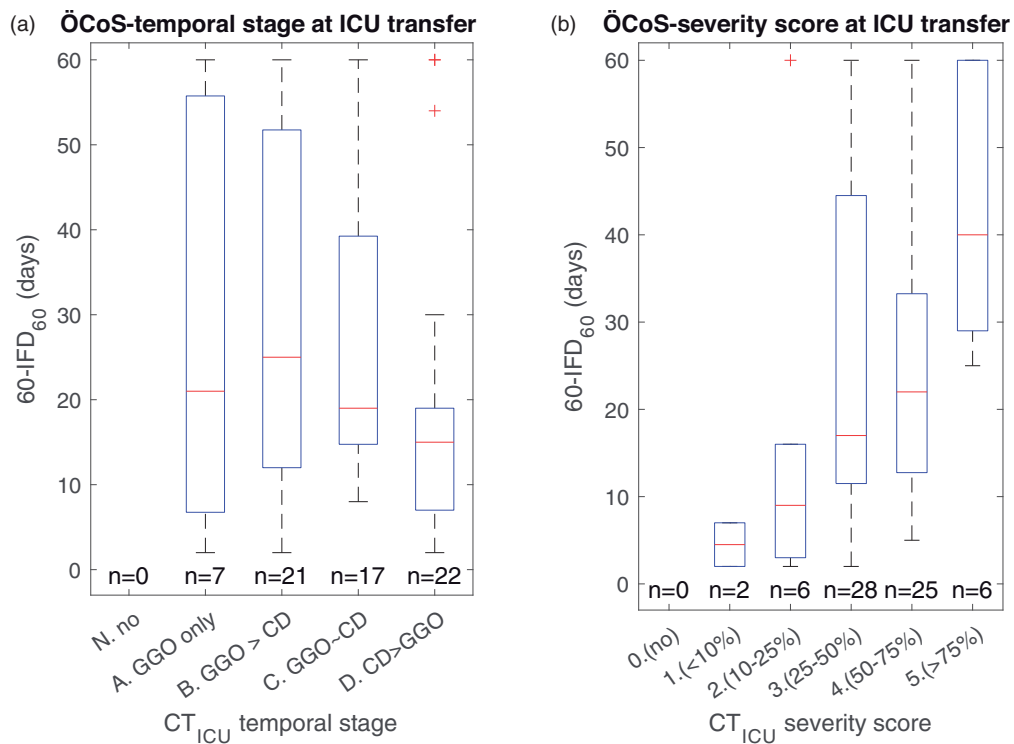 (a) ÖCoS-temporal stage at ICU transfer
60
50
40
30
20
10
0
60-IFD60 (days)
n=0 n=7 n=21 n=17 n=22
N. no
A. GGO only
B. GGO > CD
C. GGO~CD
D. CD>GGO
CTICU temporal stage
(b) ÖCoS-severity score at ICU transfer
60
50
40
30
20
10
0
60-IFD60 (days)
n=0 n=2 n=6 n=28 n=25 n=6
0.(no)
1.(<10%)
2.(10-25%)
3.(25-50%)
4.(50-75%)
5.(>75%)
CTICU severity score